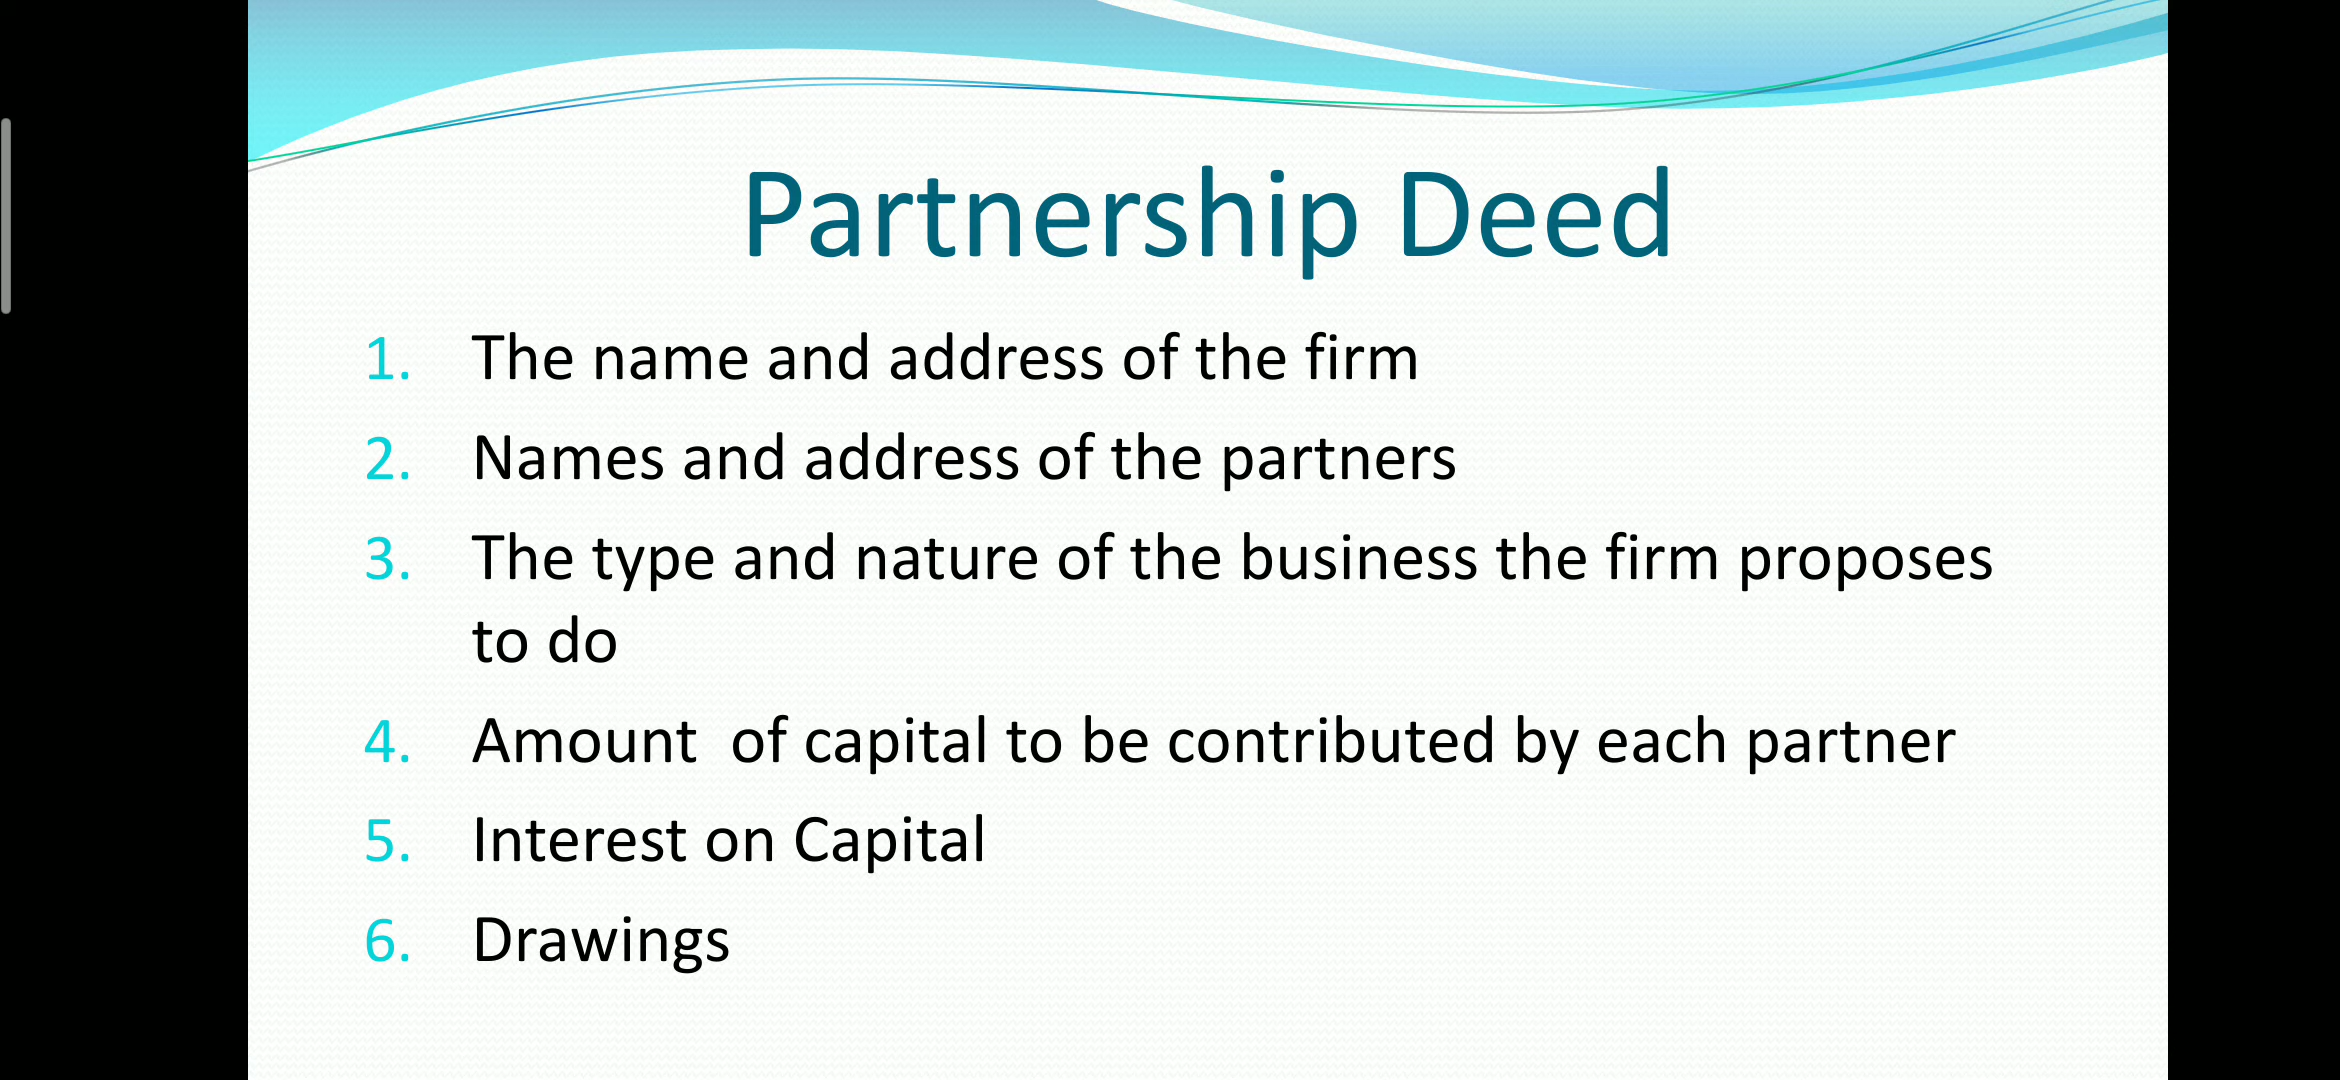 Partnership Deed
1. The name and address of the firm
2. Names and address of the partners
3. The type and nature of the business the firm proposes
to do
4. Amount  of capital to be contributed by each partner
5. Interest on Capital
6. Drawings